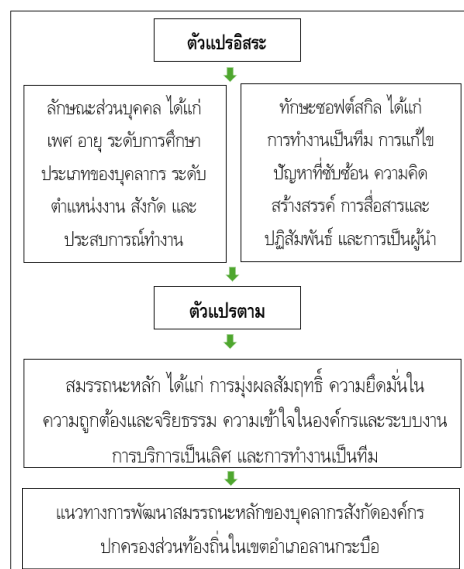 ตัวแปรอิสระ
ลักษณะส่วนบุคคล ได้แก่
เพศ อายุ ระดับการศึกษา
ประเภทของบุคลากร ระดับ
ตำแหน่งงาน สังกัด และ
ประสบการณ์ทำงาน
ทักษะซอฟต์สกิล ได้แก่
การทำงานเป็นทีม การแก้ไข
ปัญหาที่ซับซ้อน ความคิด
สร้างสรรค์ การสื่อสารและ
ปฏิสัมพันธ์ และการเป็นผู้นำ
ตัวแปรตาม
สมรรถนะหลัก ได้แก่ การมุ่งผลสัมฤทธิ์ ความยึดมั่นใน
ความถูกต้องและจริยธรรม ความเข้าใจในองค์กรและระบบงาน
การบริการเป็นเลิศ และการทำงานเป็นทีม
แนวทางการพัฒนาสมรรถนะหลักของบุคลากรสังกัดองค์กร
ปกครองส่วนท้องถิ่นในเขตอำเภอลานกระบือ